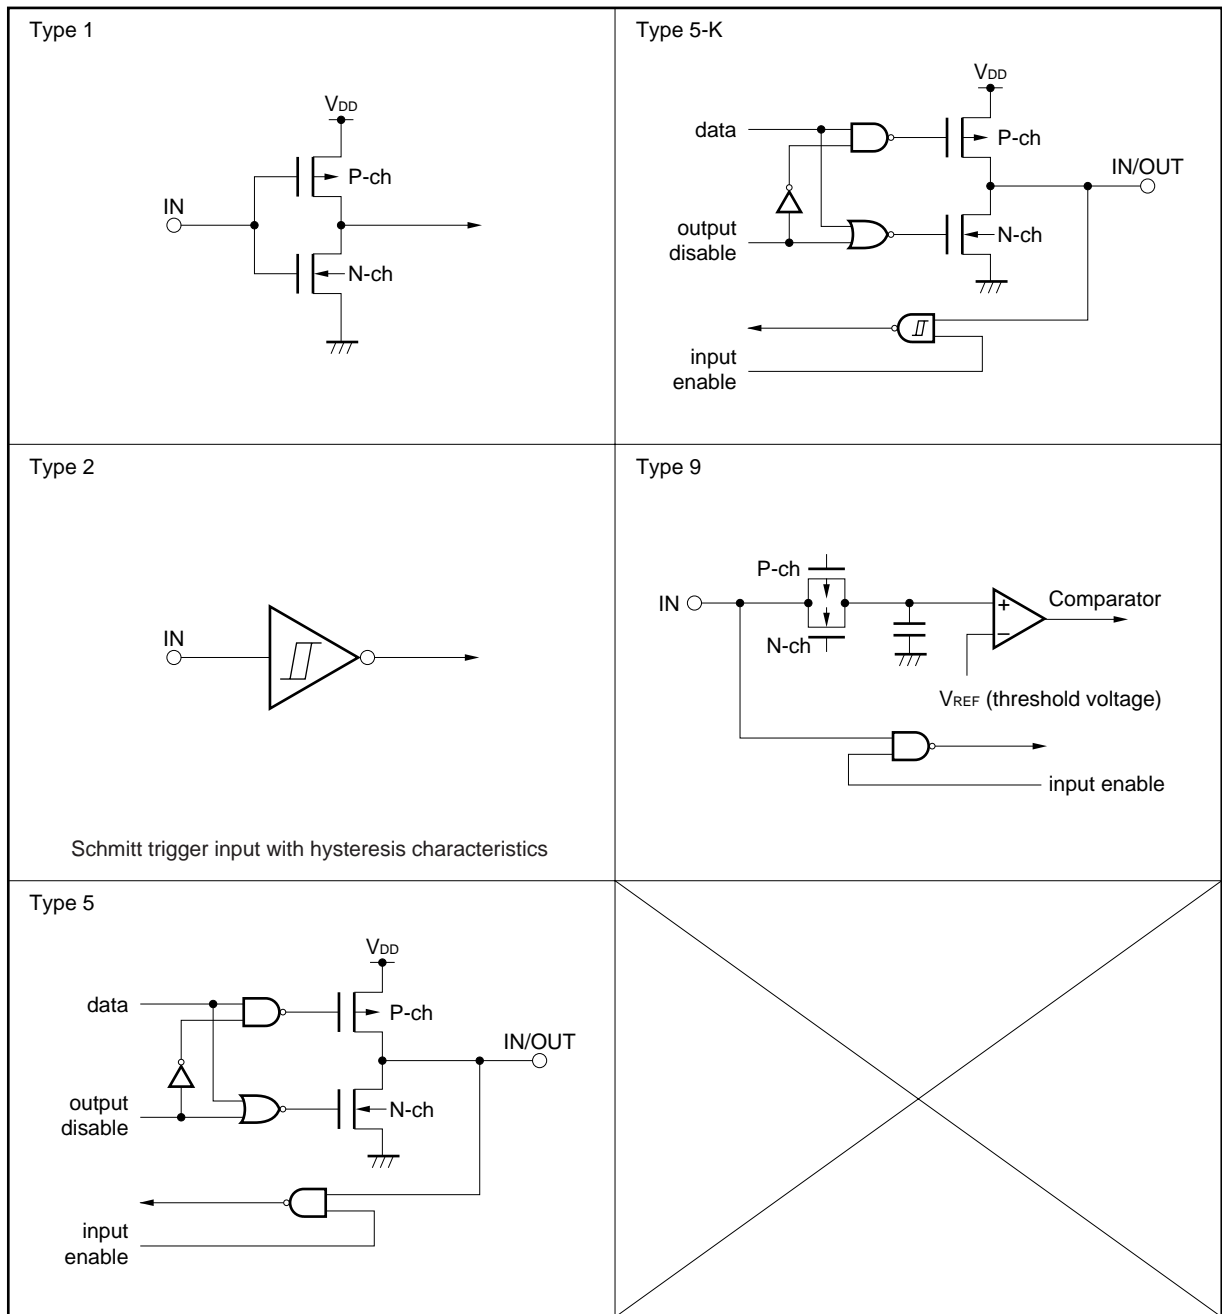 Type 1
VDD
P-ch
IN
N-ch
Type 5-K
VDD
data
P-ch
IN/OUT
output
disable
N-ch
input
enable
Type 2
IN
Schmitt trigger input with hysteresis characteristics
Type 9
P-ch
IN
+
Comparator
−
N-ch
VREF (threshold voltage)
input enable
Type 5
VDD
data
P-ch
IN/OUT
output
disable
N-ch
input
enable